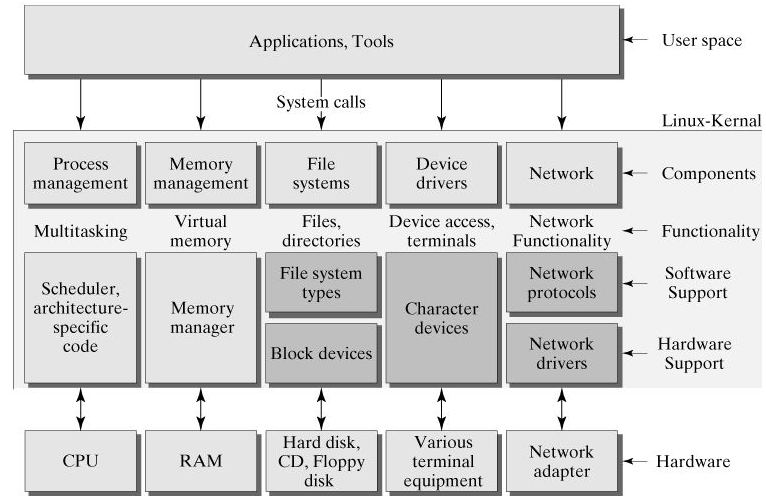 Applications, Tools
User space
System calls
Linux-Kernal
Process
management
Memory
management
File
systems
Device
drivers
Network
Components
Multitasking
Virtual
memory
Files,
directories
Device access,
terminals
Network
Functionality
Functionality
Scheduler,
architecture-
specific
code
Memory
manager
File system
types
Block devices
Character
devices
Network
protocols
Network
drivers
Software
Support
Hardware
Support
CPU
RAM
Hard disk,
CD, Floppy
disk
Various
terminal
equipment
Network
adapter
Hardware